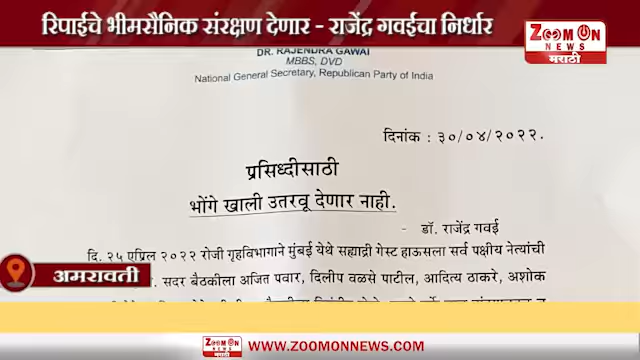 रिपाईचे भीमसैनिक संरक्षण देणार - राजेंद्र गवईचा निर्धार
ZOOM ON
NEWS
मराठी
DR. RAJENDRA GAWAI
MBBS, DVD
National General Secretary, Republican Party of India
दिनांक : ३०/०४/२०२२.
प्रसिध्दीसाठी
भोंगे खाली उतरवू देणार नाही.
- डॉ. राजेंद्र गवई
दि. २५ एप्रिल २०२२ रोजी गृहविभागाने मुंबई येथे सह्याद्री गेस्ट हाऊसला सर्व पक्षीय नेत्यांची
सदर बैठकीला अजित पवार, दिलीप वळसे पाटील, आदित्य ठाकरे, अशोक
अमरावती
ZOOM ON
NEWS
मराठी
WWW.ZOOMONNEWS.COM